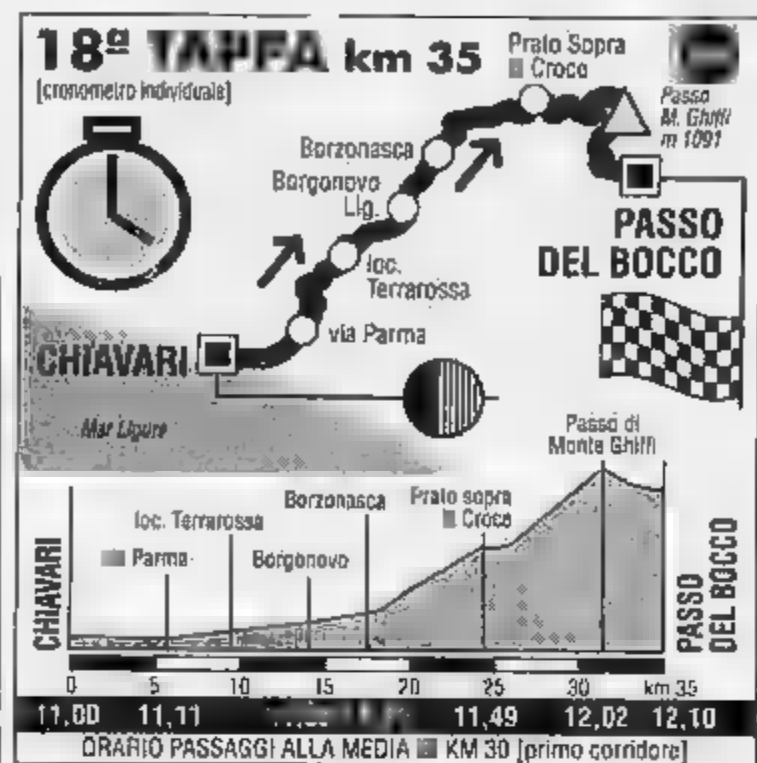 18ª TAPPA km 35
[cronometro individuale]
Prato Sopra
Croce
Passo
M. Ghiffi
m 1091
Borzonasca
Borgonovo
Lig.
PASSO
DEL BOCCO
loc.
Terrarossa
via Parma
CHIAVARI
Mar Ligure
Passo di
Monte Ghiffi
Borzonasca
Prato sopra
Croce
loc. Terrarossa
Parma
Borgonovo
CHIAVARI
PASSO
DEL BOCCO
0 5 10 15 20 25 30 km 35
11,00 11,11 11,49 12,02 12,10
ORARIO PASSAGGI ALLA MEDIA KM 30 [primo corridore]